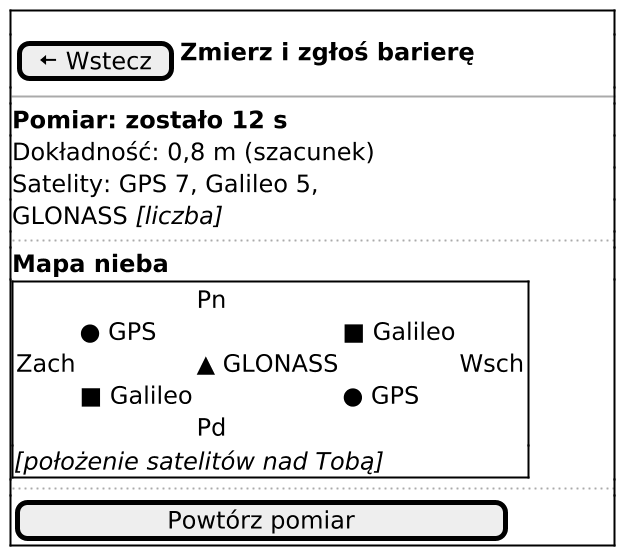 ← Wstecz Zmierz i zgłoś barierę
Pomiar: zostało 12 s
Dokładność: 0,8 m (szacunek)
Satelity: GPS 7, Galileo 5,
GLONASS [liczba]
Mapa nieba
Pn
● GPS ■ Galileo
Zach ▲ GLONASS Wsch
■ Galileo ● GPS
Pd
[położenie satelitów nad Tobą]
Powtórz pomiar